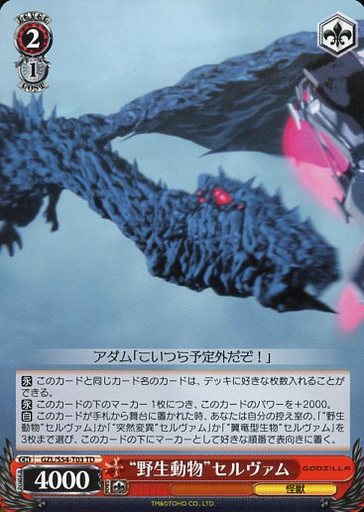 2
1
アダム「こいつら予定外だぞ！」
永 このカードと同じカード名のカードは、デッキに好きな枚数入れることが
できる。
永 このカードの下のマーカー1枚につき、このカードのパワーを+2000。
自 このカードが手札から舞台に置かれた時、あなたは自分の控え室の、「“野生
動物”セルヴァム」か「“突然変異”セルヴァム」か「“翼竜型生物”セルヴァム」を
3枚まで選び、このカードの下にマーカーとして好きな順番で表向きに置く。
GZL/SS4-T03 TD
4000
“野生動物”セルヴァム
GODZILLA
怪獣
TM&©TOHO CO., LTD.